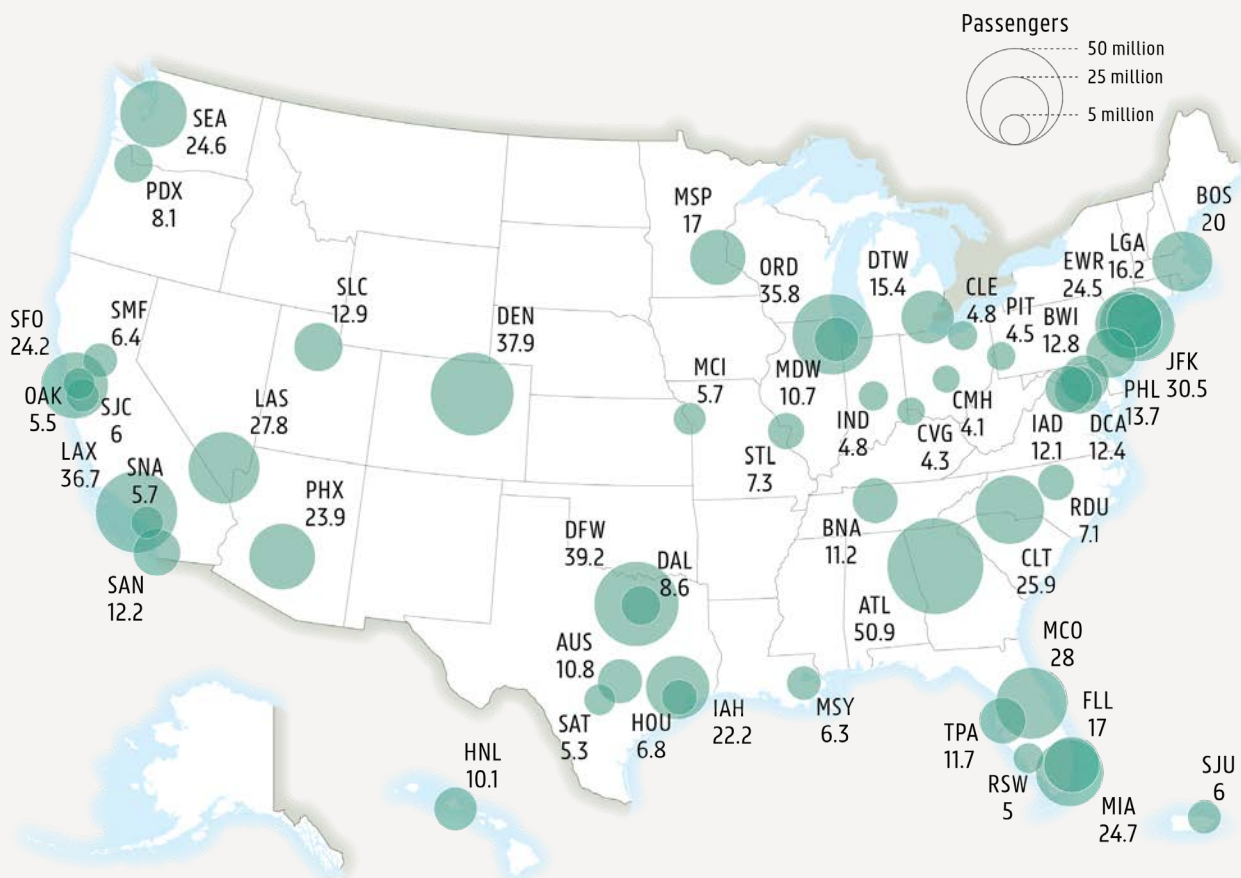 Passengers
50 million
25 million
5 million
SEA
24.6
PDX
8.1
MSP
17
BOS
20
LGA
16.2
EWR
24.5
ORD
35.8
DTW
15.4
CLE
4.8
PIT
4.5
BWI
12.8
SLC
12.9
SMF
6.4
SFO
24.2
DEN
37.9
OAK
5.5
SJC
6
LAS
27.8
MCI
5.7
MDW
10.7
JFK
30.5
PHL
13.7
IND
4.8
CMH
4.1
CVG
4.3
IAD
12.1
DCA
12.4
LAX
36.7
SNA
5.7
STL
7.3
PHX
23.9
DFW
39.2
DAL
8.6
BNA
11.2
RDU
7.1
CLT
25.9
SAN
12.2
ATL
50.9
AUS
10.8
MCO
28
SAT
5.3
HOU
6.8
IAH
22.2
MSY
6.3
TPA
11.7
FLL
17
HNL
10.1
RSW
5
MIA
24.7
SJU
6